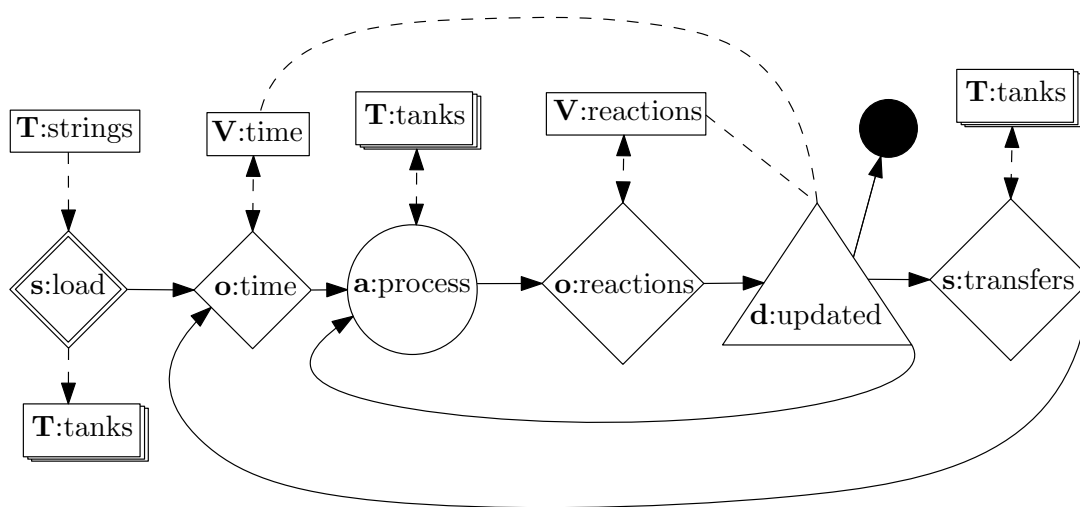 T:strings
V:time
T:tanks
V:reactions
T:tanks
s:load
o:time
a:process
o:reactions
d:updated
s:transfers
T:tanks